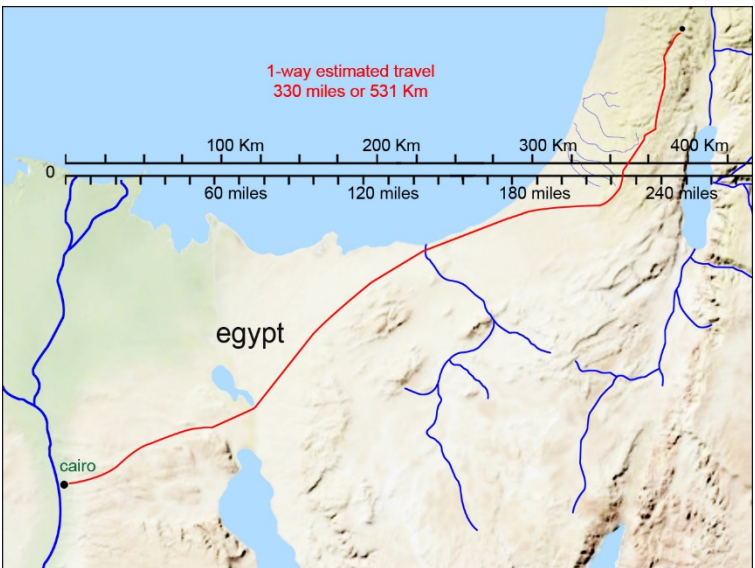 1-way estimated travel
330 miles or 531 Km
100 Km 200 Km 300 Km 400 Km
0
60 miles 120 miles 180 miles 240 miles
egypt
cairo